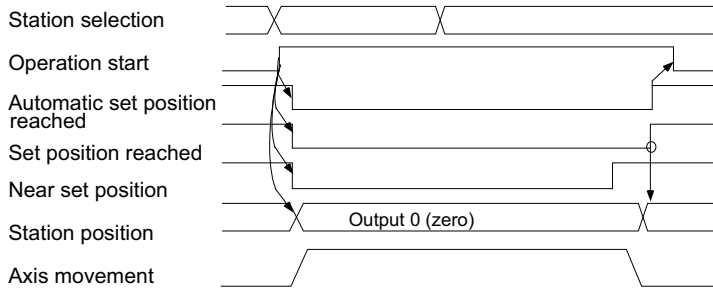 Station selection
Operation start
Automatic set position
reached
Set position reached
Near set position
Output 0 (zero)
Station position
Axis movement